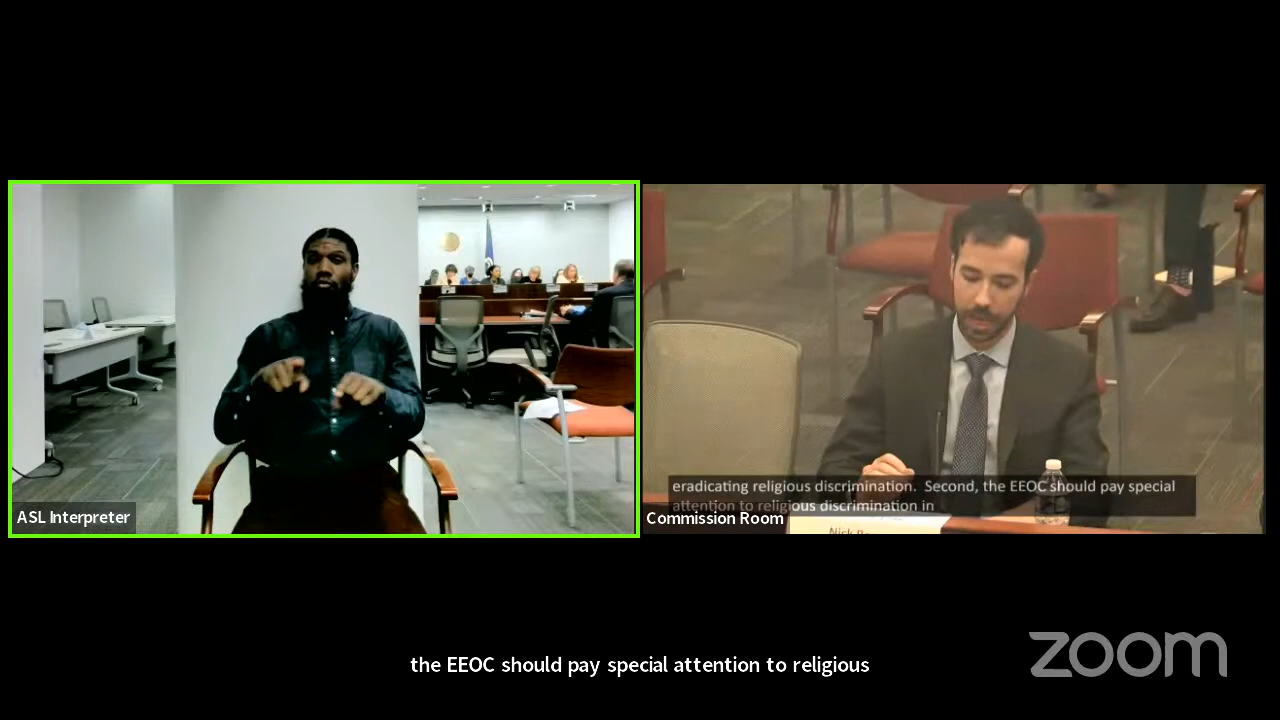 eradicating religious discrimination.  Second, the EEOC should pay special
attention to religious discrimination in
ASL Interpreter
Commission Room
Nick
the EEOC should pay special attention to religious
zoom